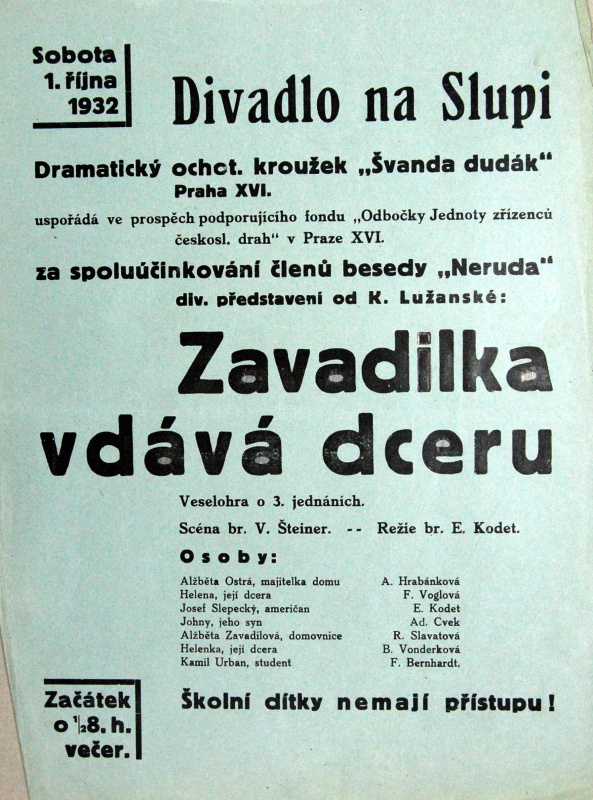 Sobota
1. října
1932
Divadlo na Slupi
Dramatický ochot. kroužek „Švanda dudák“
Praha XVI.
uspořádá ve prospěch podporujícího fondu „Odbočky Jednoty zřízenců
českosl. drah“ v Praze XVI.
za spoluúčinkování členů besedy „Neruda“
div. představení od K. Lužanské:
Zavadilka
vdává dceru
Veselohra o 3. jednáních.
Scéna br. V. Šteiner. -- Režie br. E. Kodet.
Osoby:
Alžběta Ostrá, majitelka domu A. Hrabánková
Helena, její dcera F. Voglová
Josef Slepecký, američan E. Kodet
Johny, jeho syn Ad. Cvek
Alžběta Zavadilová, domovnice R. Slavatová
Helenka, její dcera B. Vonderková
Kamil Urban, student F. Bernhardt.
Začátek
o ½8. h.
večer.
Školní dítky nemají přístupu!